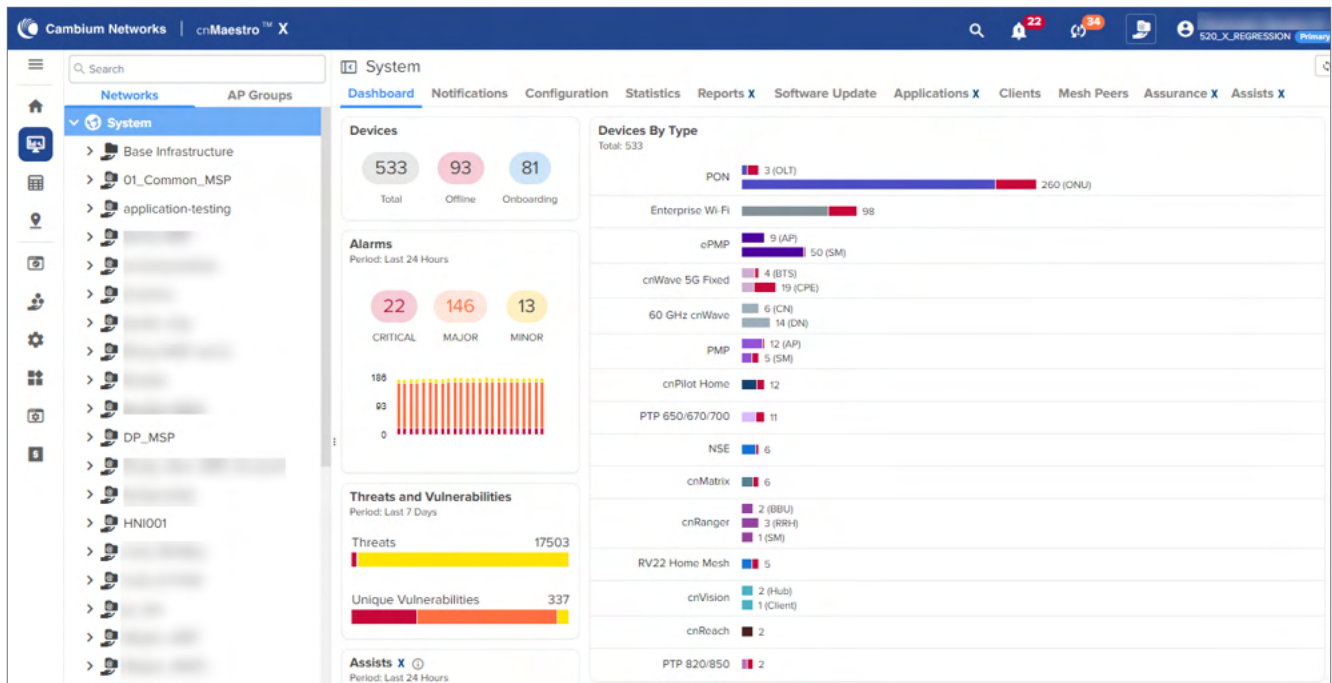 Cambium Networks | cnMaestro™ X
22
34
520_X_REGRESSION Primary
Search
Networks AP Groups
System
Base Infrastructure
01_Common_MSP
application-testing
DP_MSP
HNI001
System
Dashboard Notifications Configuration Statistics Reports X Software Update Applications X Clients Mesh Peers Assurance X Assists X
Devices
533 93 81
Total Offline Onboarding
Alarms
Period: Last 24 Hours
22 146 13
CRITICAL MAJOR MINOR
186
93
0
Threats and Vulnerabilities
Period: Last 7 Days
Threats 17503
Unique Vulnerabilities 337
Assists X
Period: Last 24 Hours
Devices By Type
Total: 533
PON 3 (OLT)
260 (ONU)
Enterprise Wi-Fi 98
ePMP 9 (AP)
50 (SM)
cnWave 5G Fixed 4 (BTS)
19 (CPE)
60 GHz cnWave 6 (CN)
14 (DN)
PMP 12 (AP)
5 (SM)
cnPilot Home 12
PTP 650/670/700 11
NSE 6
cnMatrix 6
cnRanger 2 (BBU)
3 (RRH)
1 (SM)
RV22 Home Mesh 5
cnVision 2 (Hub)
1 (Client)
cnReach 2
PTP 820/850 2